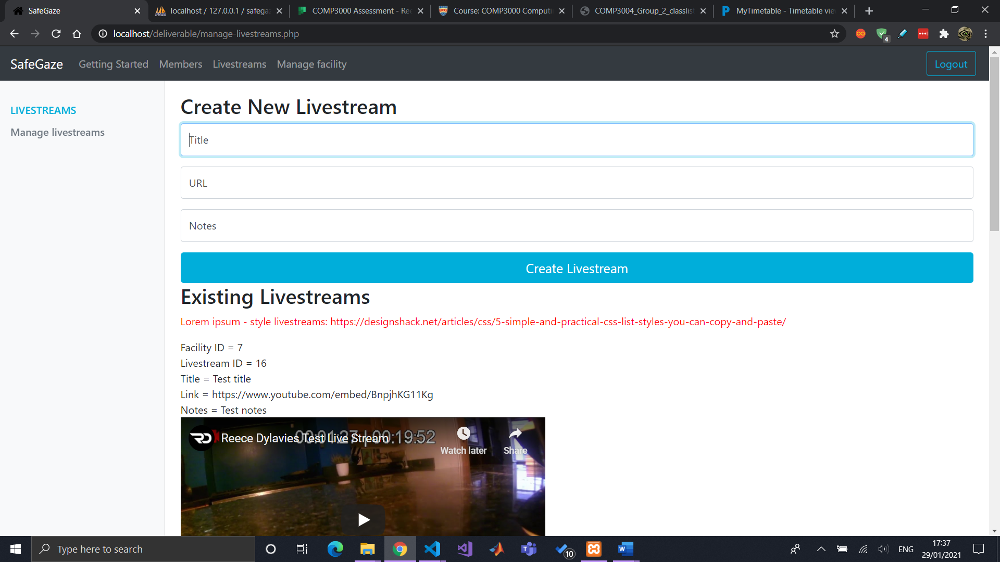 SafeGaze
localhost / 127.0.0.1 / safega
COMP3000 Assessment - Re
Course: COMP3000 Computi
COMP3004_Group_2_classlist
MyTimetable - Timetable vie
localhost/deliverable/manage-livestreams.php
4
SafeGaze Getting Started Members Livestreams Manage facility Logout
LIVESTREAMS
Manage livestreams
Create New Livestream
Title
URL
Notes
Create Livestream
Existing Livestreams
Lorem ipsum - style livestreams: https://designshack.net/articles/css/5-simple-and-practical-css-list-styles-you-can-copy-and-paste/
Facility ID = 7
Livestream ID = 16
Title = Test title
Link = https://www.youtube.com/embed/BnpjhKG11Kg
Notes = Test notes
Reece Dylavies Test Live Stream
00:01:27 | 00:19:52
Watch later
Share
Type here to search
10
ENG
17:37
29/01/2021